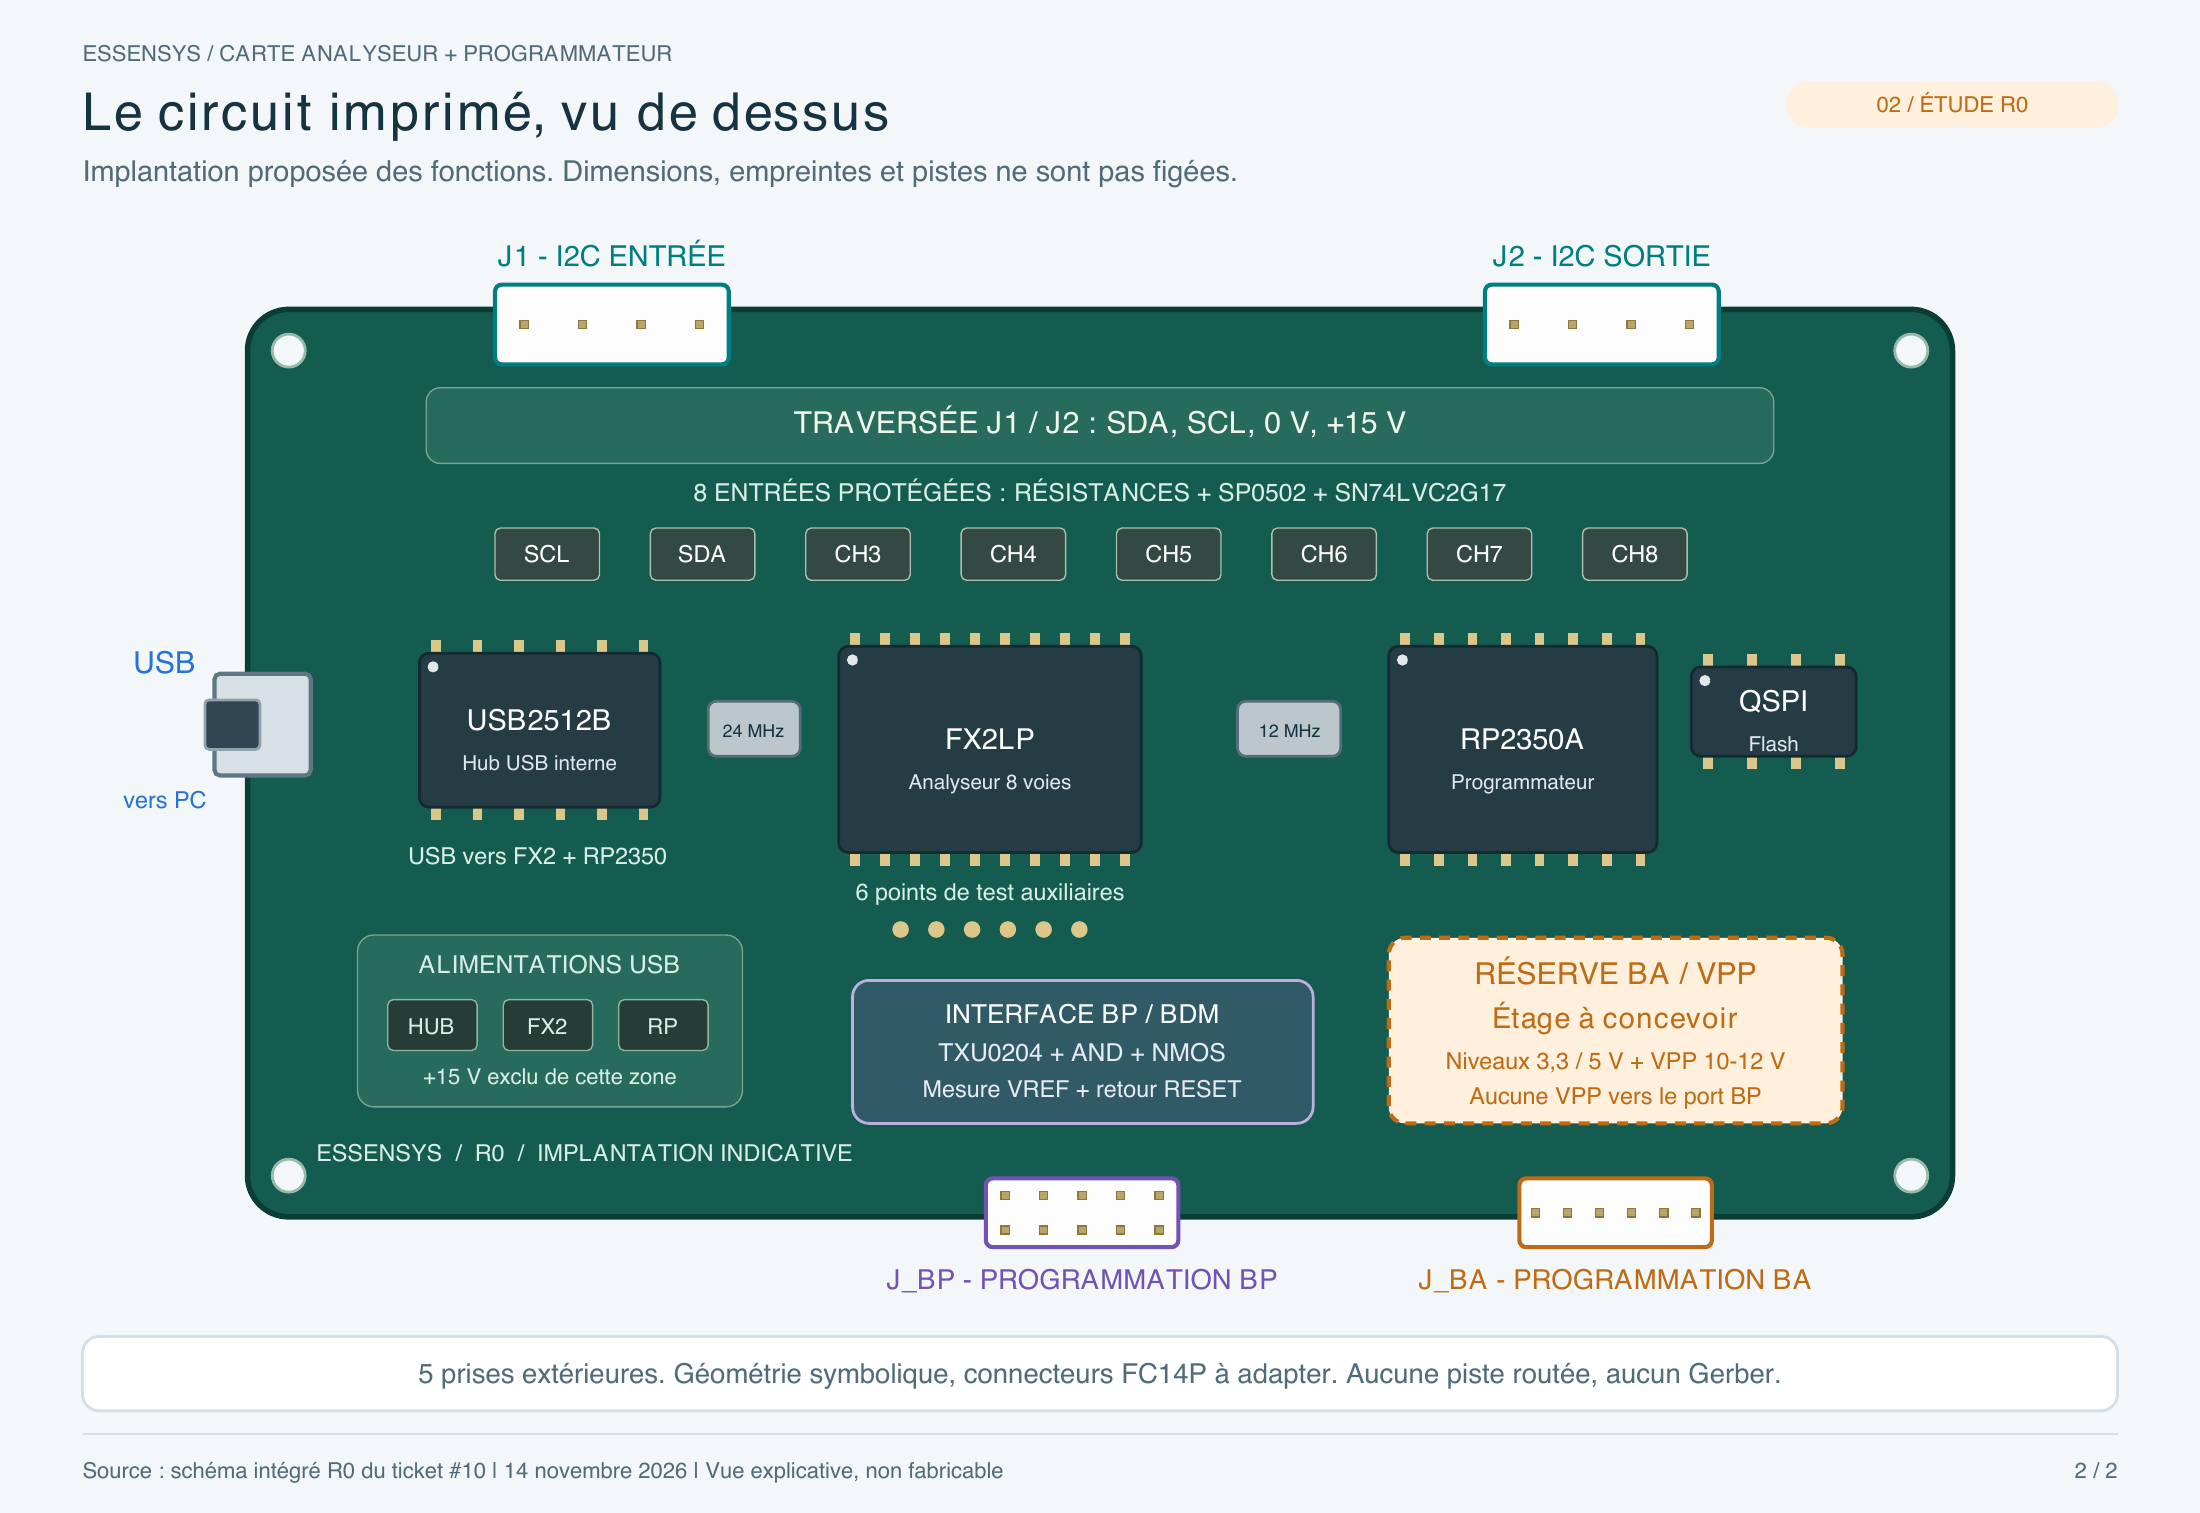 ESSENSYS / CARTE ANALYSEUR + PROGRAMMATEUR
Le circuit imprimé, vu de dessus
02 / ÉTUDE R0
Implantation proposée des fonctions. Dimensions, empreintes et pistes ne sont pas figées.
J1 - I2C ENTRÉE
J2 - I2C SORTIE
TRAVERSÉE J1 / J2 : SDA, SCL, 0 V, +15 V
8 ENTRÉES PROTÉGÉES : RÉSISTANCES + SP0502 + SN74LVC2G17
SCL
SDA
CH3
CH4
CH5
CH6
CH7
CH8
USB
vers PC
USB2512B
Hub USB interne
USB vers FX2 + RP2350
24 MHz
FX2LP
Analyseur 8 voies
6 points de test auxiliaires
12 MHz
RP2350A
Programmateur
QSPI
Flash
ALIMENTATIONS USB
HUB
FX2
RP
+15 V exclu de cette zone
INTERFACE BP / BDM
TXU0204 + AND + NMOS
Mesure VREF + retour RESET
RÉSERVE BA / VPP
Étage à concevoir
Niveaux 3,3 / 5 V + VPP 10-12 V
Aucune VPP vers le port BP
ESSENSYS / R0 / IMPLANTATION INDICATIVE
J_BP - PROGRAMMATION BP
J_BA - PROGRAMMATION BA
5 prises extérieures. Géométrie symbolique, connecteurs FC14P à adapter. Aucune piste routée, aucun Gerber.
Source : schéma intégré R0 du ticket #10 | 14 novembre 2026 | Vue explicative, non fabricable
2 / 2